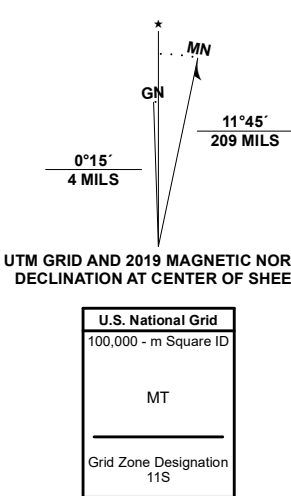 ★
MN
GN
11°45´
209 MILS
0°15´
4 MILS
UTM GRID AND 2019 MAGNETIC NOR
DECLINATION AT CENTER OF SHEE
U.S. National Grid
100,000 - m Square ID
MT
Grid Zone Designation
11S